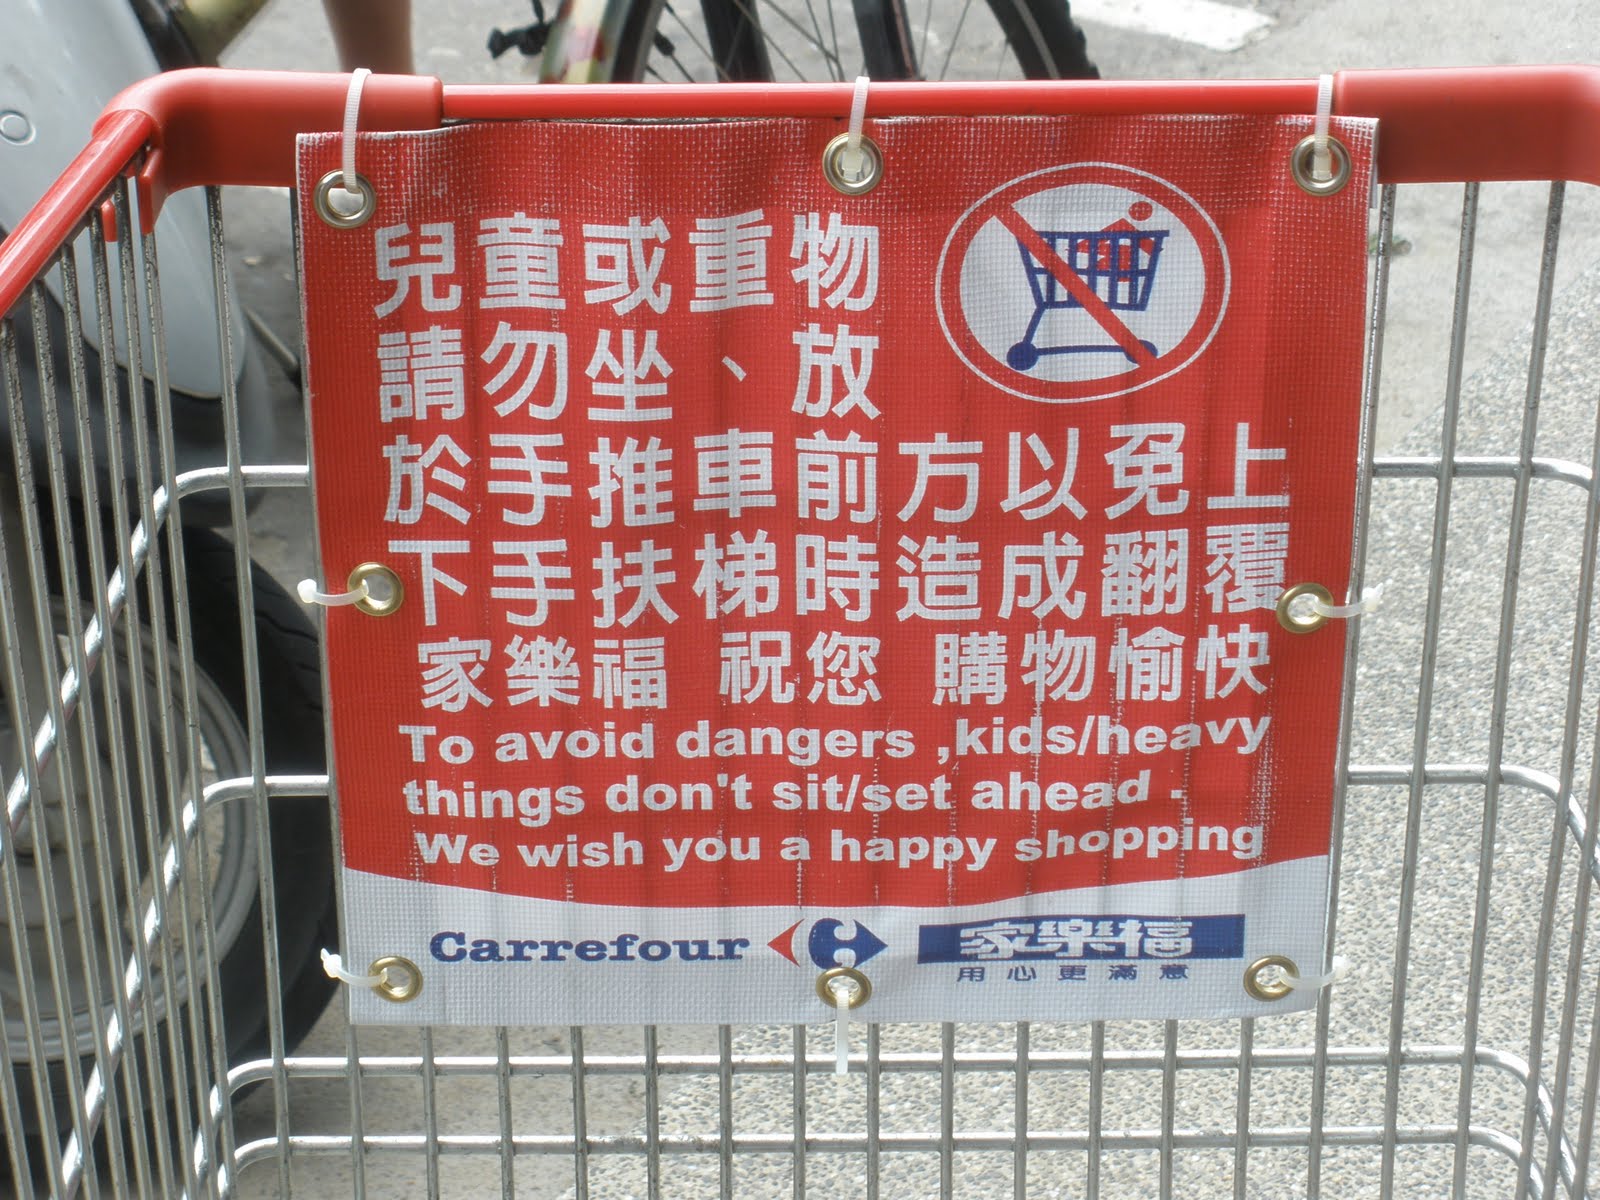 兒童或重物
請勿坐、放
於手推車前方以免上
下手扶梯時造成翻覆
家樂福 祝您 購物愉快
To avoid dangers ,kids/heavy
things don't sit/set ahead .
We wish you a happy shopping
Carrefour 家樂福
用心更滿意